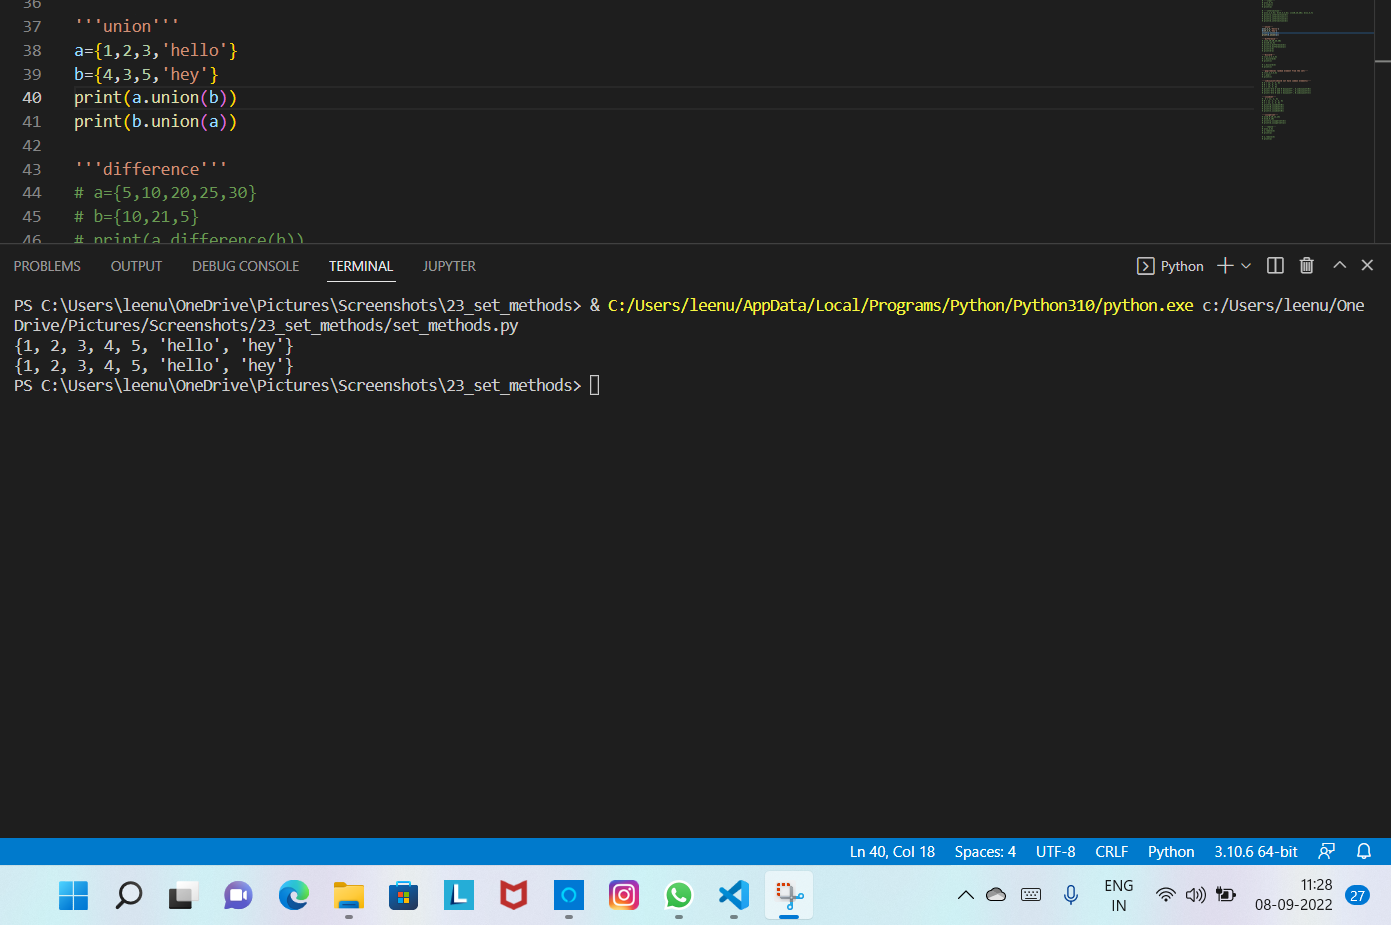 36
37 '''union'''
38 a={1,2,3,'hello'}
39 b={4,3,5,'hey'}
40 print(a.union(b))
41 print(b.union(a))
42
43 '''difference'''
44 # a={5,10,20,25,30}
45 # b={10,21,5}
46 # print(a.difference(b))
PROBLEMS OUTPUT DEBUG CONSOLE TERMINAL JUPYTER Python
PS C:\Users\leenu\OneDrive\Pictures\Screenshots\23_set_methods> & C:/Users/leenu/AppData/Local/Programs/Python/Python310/python.exe c:/Users/leenu/One
Drive/Pictures/Screenshots/23_set_methods/set_methods.py
{1, 2, 3, 4, 5, 'hello', 'hey'}
{1, 2, 3, 4, 5, 'hello', 'hey'}
PS C:\Users\leenu\OneDrive\Pictures\Screenshots\23_set_methods>
Ln 40, Col 18 Spaces: 4 UTF-8 CRLF Python 3.10.6 64-bit
L
ENG
IN
11:28
08-09-2022
27